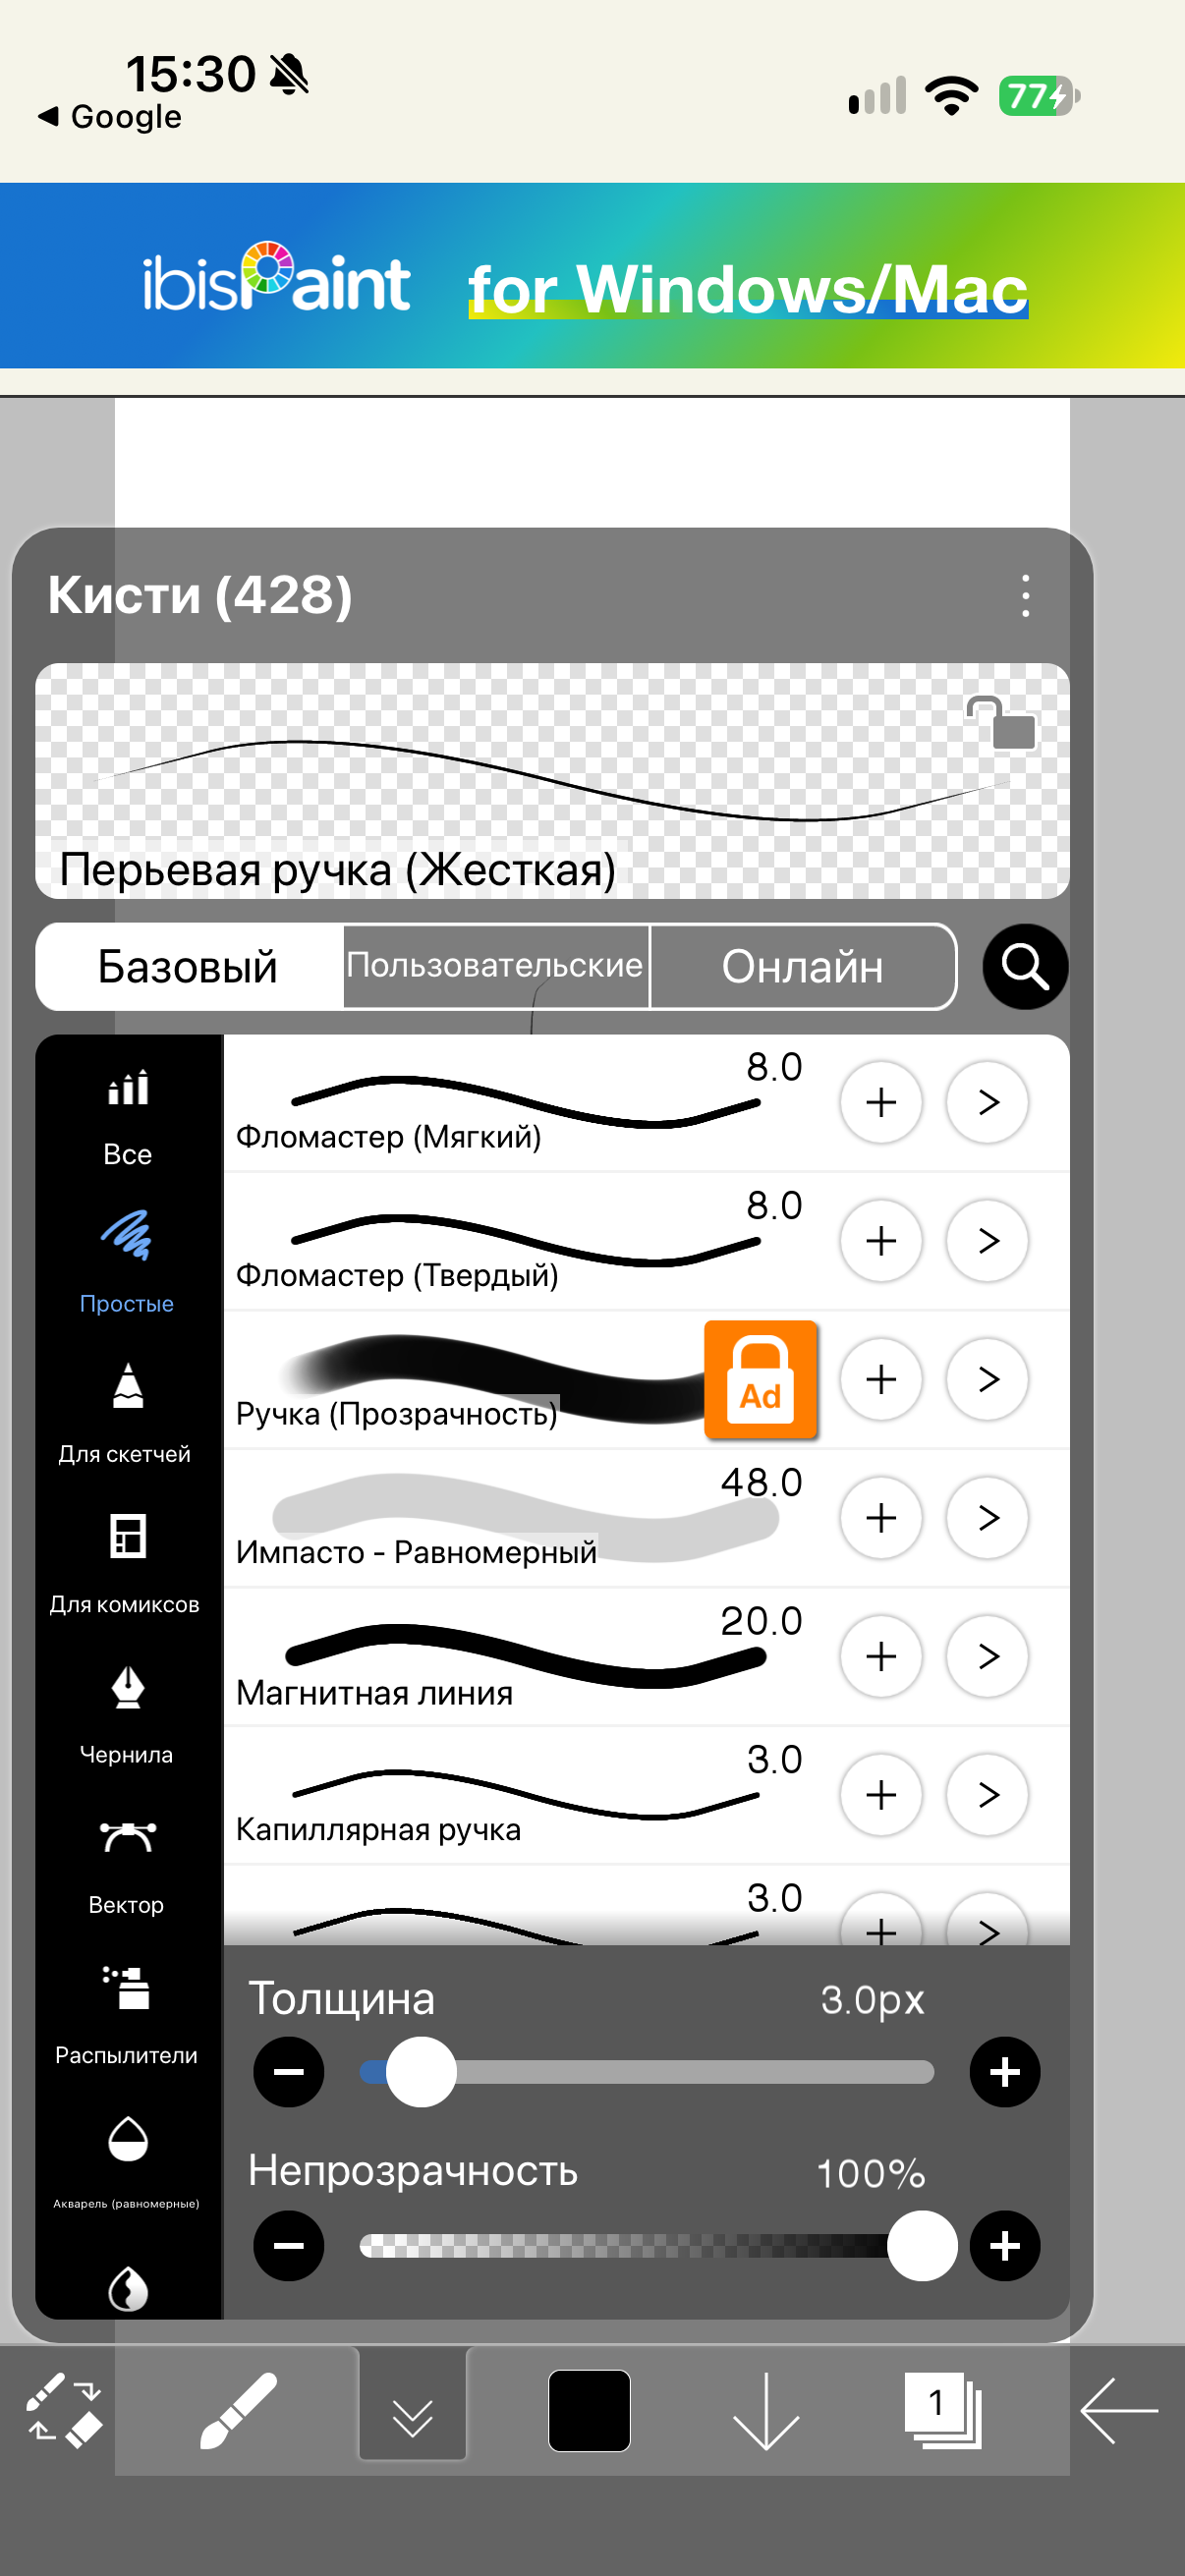 15:30
Google
77
ibisPaint for Windows/Mac
Кисти (428)
Перьевая ручка (Жесткая)
Базовый
Пользовательские
Онлайн
Все
Простые
Для скетчей
Для комиксов
Чернила
Вектор
Распылители
Акварель (равномерные)
8.0
Фломастер (Мягкий)
8.0
Фломастер (Твердый)
Ad
Ручка (Прозрачность)
48.0
Импасто - Равномерный
20.0
Магнитная линия
3.0
Капиллярная ручка
3.0
Толщина
3.0px
Непрозрачность
100%
1